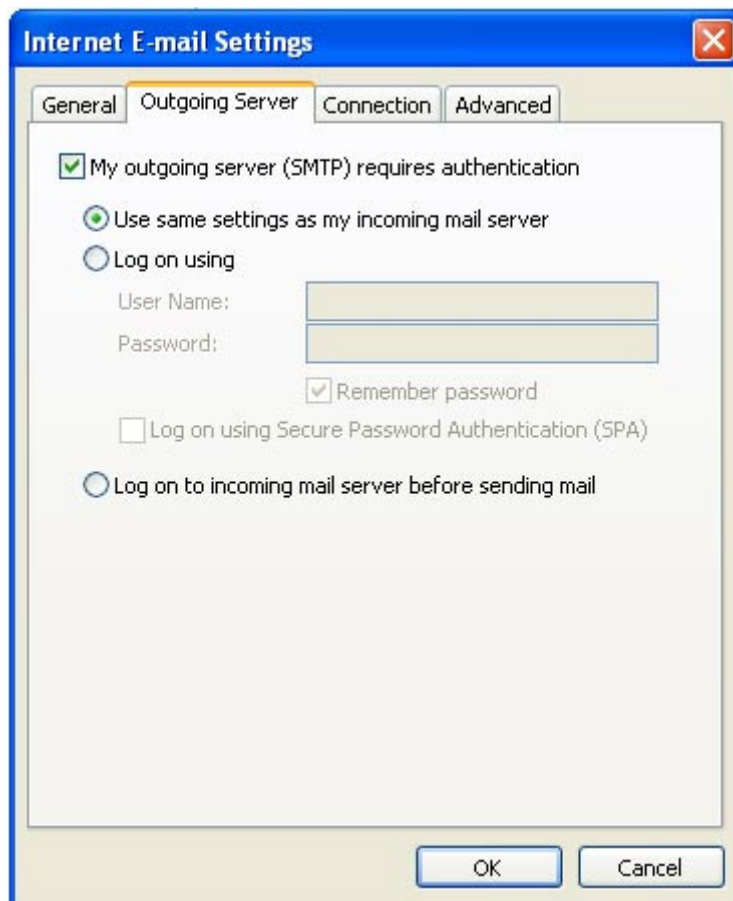 Internet E-mail Settings
General Outgoing Server Connection Advanced
My outgoing server (SMTP) requires authentication
Use same settings as my incoming mail server
Log on using
User Name:
Password:
Remember password
Log on using Secure Password Authentication (SPA)
Log on to incoming mail server before sending mail
OK Cancel